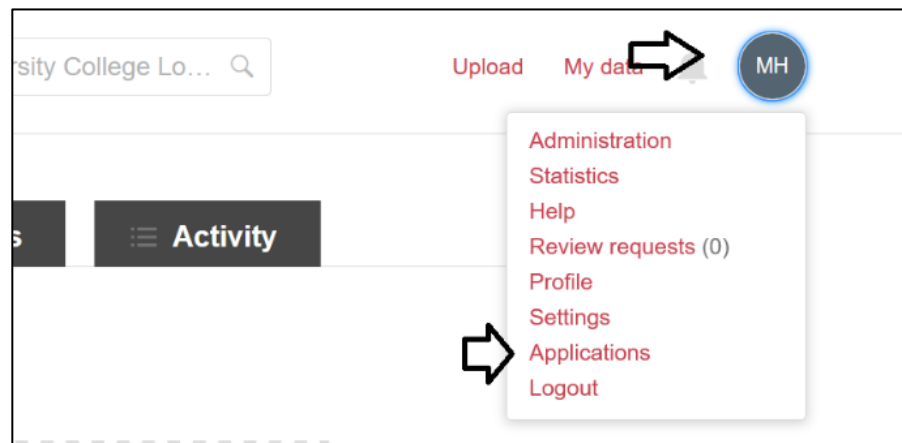 rsity College Lo...
Upload My data MH
Administration
Statistics
Help
s Activity
Review requests (0)
Profile
Settings
Applications
Logout